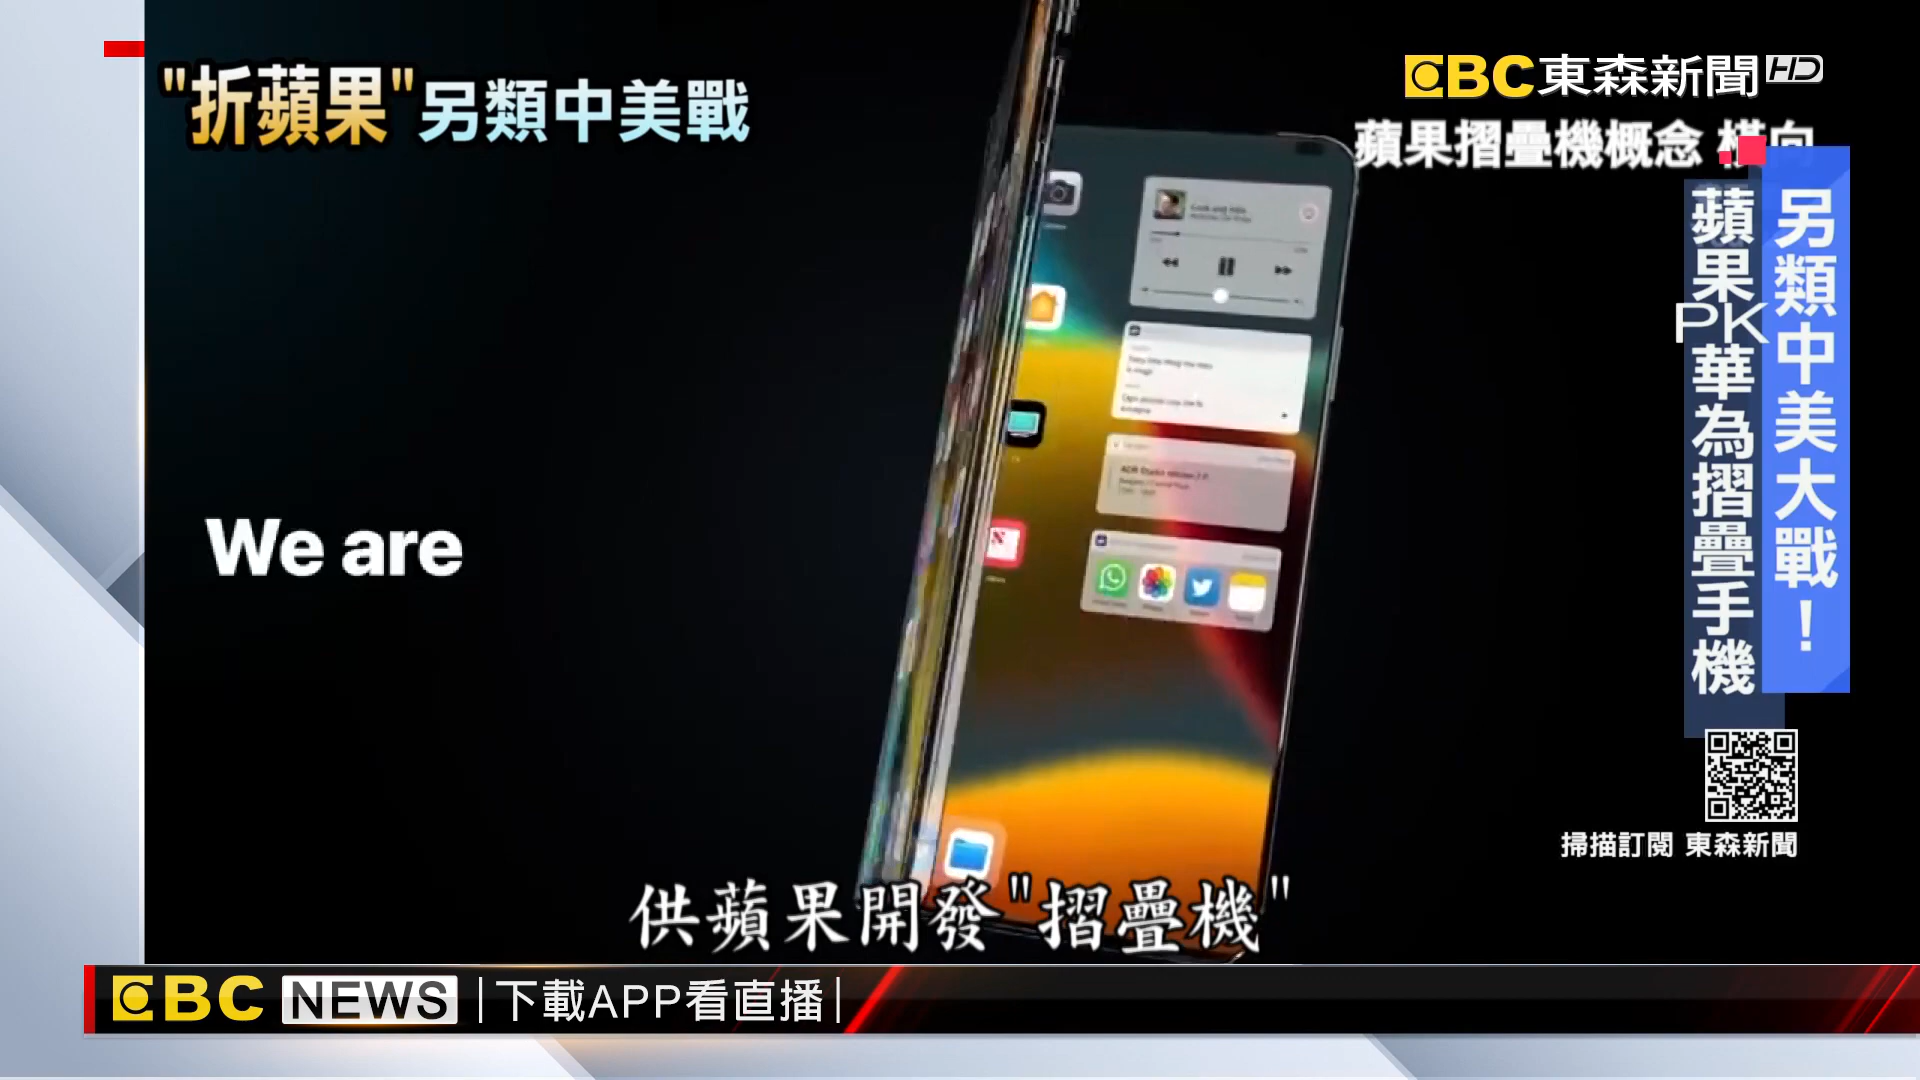 "折蘋果"另類中美戰
EBC東森新聞HD
蘋果摺疊機概念 橫向
另類中美大戰！
蘋果PK華為摺疊手機
We are
掃描訂閱 東森新聞
供蘋果開發"摺疊機"
EBC NEWS 下載APP看直播